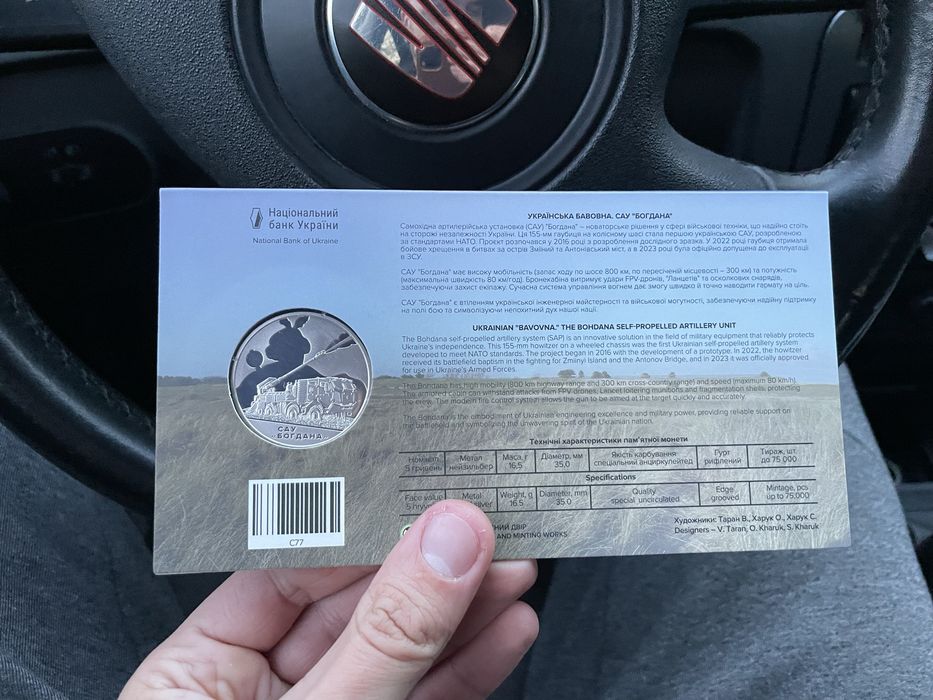 Національний
банк України
National Bank of Ukraine
УКРАЇНСЬКА БАВОВНА. САУ "БОГДАНА"
Самохідна артилерійська установка (САУ) "Богдана" – новаторське рішення у сфері військової техніки, що надійно стоїть
на сторожі незалежності України. Ця 155-мм гаубиця на колісному шасі стала першою українською САУ, розробленою
за стандартами НАТО. Проєкт розпочався у 2016 році з розроблення дослідного зразка. У 2022 році гаубиця отримала
бойове хрещення в битвах за острів Зміїний та Антонівський міст, а в 2023 році була офіційно допущена до експлуатації
в ЗСУ.
САУ "Богдана" має високу мобільність (запас ходу по шосе 800 км, по пересіченій місцевості – 300 км) та потужність
(максимальна швидкість 80 км/год). Бронекабіна витримує удари FPV-дронів, "Ланцетів" та осколкових снарядів,
забезпечуючи захист екіпажу. Сучасна система управління вогнем дає змогу швидко й точно наводити гармату на ціль.
САУ "Богдана" є втіленням української інженерної майстерності та військової могутності, забезпечуючи надійну підтримку
на полі бою та символізуючи непохитний дух нашої нації.
UKRAINIAN "BAVOVNA." THE BOHDANA SELF-PROPELLED ARTILLERY UNIT
The Bohdana self-propelled artillery system (SAP) is an innovative solution in the field of military equipment that reliably protects
Ukraine's independence. This 155-mm howitzer on a wheeled chassis was the first Ukrainian self-propelled artillery system
developed to meet NATO standards. The project began in 2016 with the development of a prototype. In 2022, the howitzer
received its battlefield baptism in the fighting for Zmiinyi Island and the Antonov Bridge, and in 2023 it was officially approved
for use in Ukraine's Armed Forces.
The Bohdana has high mobility (800 km highway range and 300 km cross-country range) and speed (maximum 80 km/h).
The armored cabin can withstand attacks from FPV-drones, Lancet loitering munitions and fragmentation shells, protecting
the crew. The modern fire control system allows the gun to be aimed at the target quickly and accurately.
The Bohdana is the embodiment of Ukrainian engineering excellence and military power, providing reliable support on
the battlefield and symbolizing the unwavering spirit of the Ukrainian nation.
САУ
"БОГДАНА"
Технічні характеристики пам'ятної монети
Номінал 5 гривень Метал нейзильбер Маса, г 16,5 Діаметр, мм 35,0 Якість карбування спеціальний анциркулейтед Гурт рифлений Тираж, шт. до 75 000
Specifications
Face value Metal Weight, g 16.5 Diameter, mm 35.0 Quality special uncirculated Edge grooved Mintage, pcs up to 75,000
C77
ДВІР
AND MINTING WORKS
Художники: Таран В., Харук О., Харук С.
Designers – V. Taran, O. Kharuk, S. Kharuk